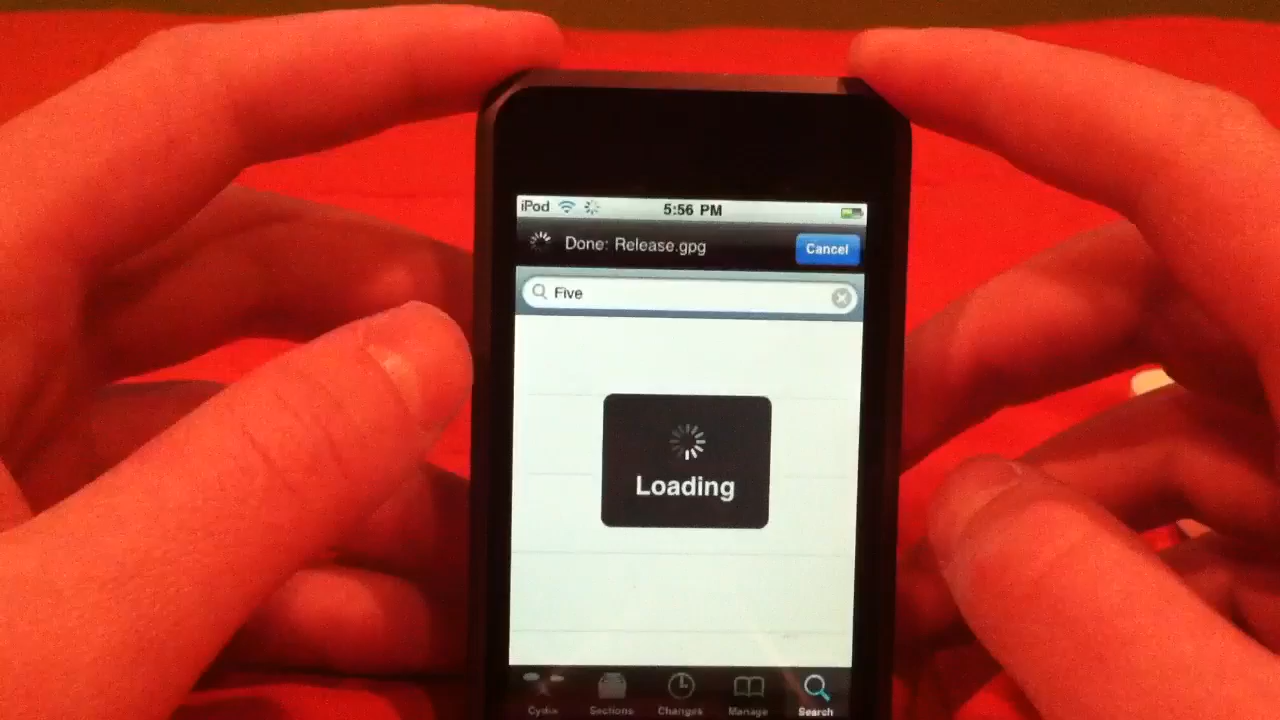 iPod 5:56 PM
Done: Release.gpg Cancel
Five
Loading
Cydia Sections Changes Manage Search